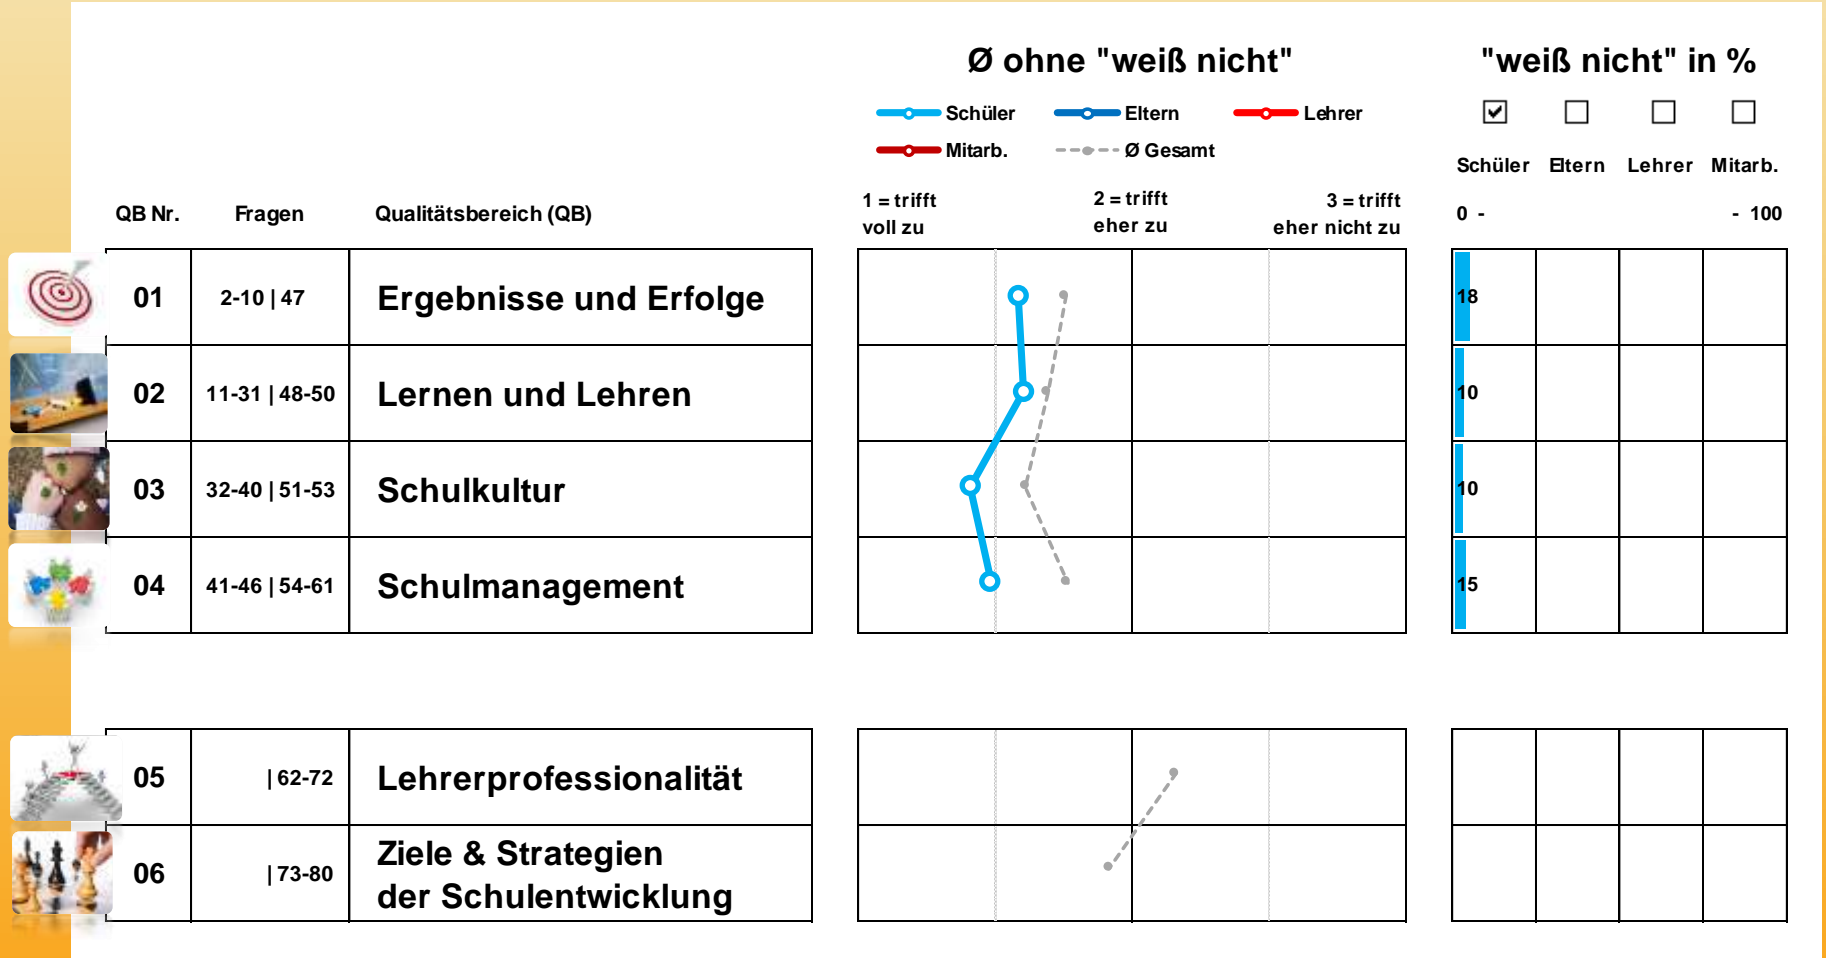 Ø ohne "weiß nicht"
"weiß nicht" in %
Schüler
Eltern
Lehrer
Mitarb.
Ø Gesamt
Schüler Eltern Lehrer Mitarb.
QB Nr. Fragen Qualitätsbereich (QB)
1 = trifft
voll zu
2 = trifft
eher zu
3 = trifft
eher nicht zu
0 -
- 100
01 2-10 | 47 Ergebnisse und Erfolge 18
02 11-31 | 48-50 Lernen und Lehren 10
03 32-40 | 51-53 Schulkultur 10
04 41-46 | 54-61 Schulmanagement 15
05 | 62-72 Lehrerprofessionalität
06 | 73-80 Ziele & Strategien
der Schulentwicklung